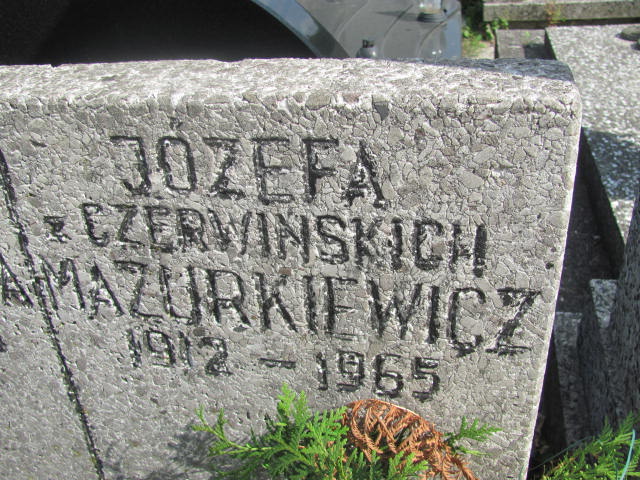 JÓZEFA
z CZERWIŃSKICH
MAZURKIEWICZ
1912 - 1965